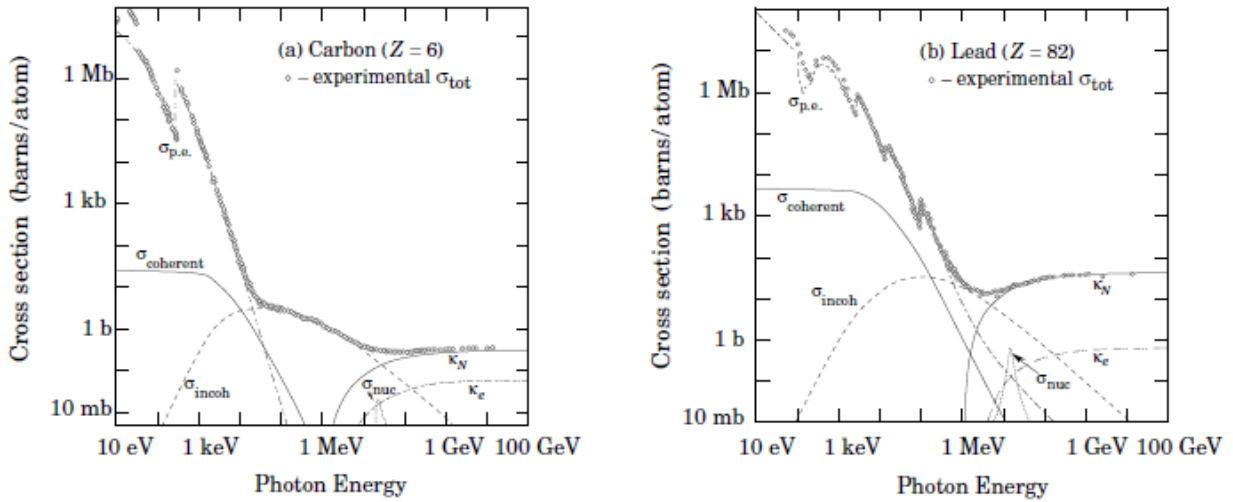 (a) Carbon (Z = 6)
◦ – experimental σtot
Cross section (barns/atom)
1 Mb
1 kb
1 b
10 mb
σp.e.
σcoherent
σincoh
σnuc
κN
κe
10 eV 1 keV 1 MeV 1 GeV 100 GeV
Photon Energy
(b) Lead (Z = 82)
◦ – experimental σtot
Cross section (barns/atom)
1 Mb
1 kb
1 b
10 mb
σp.e.
σcoherent
σincoh
κN
κe
σnuc
10 eV 1 keV 1 MeV 1 GeV 100 GeV
Photon Energy